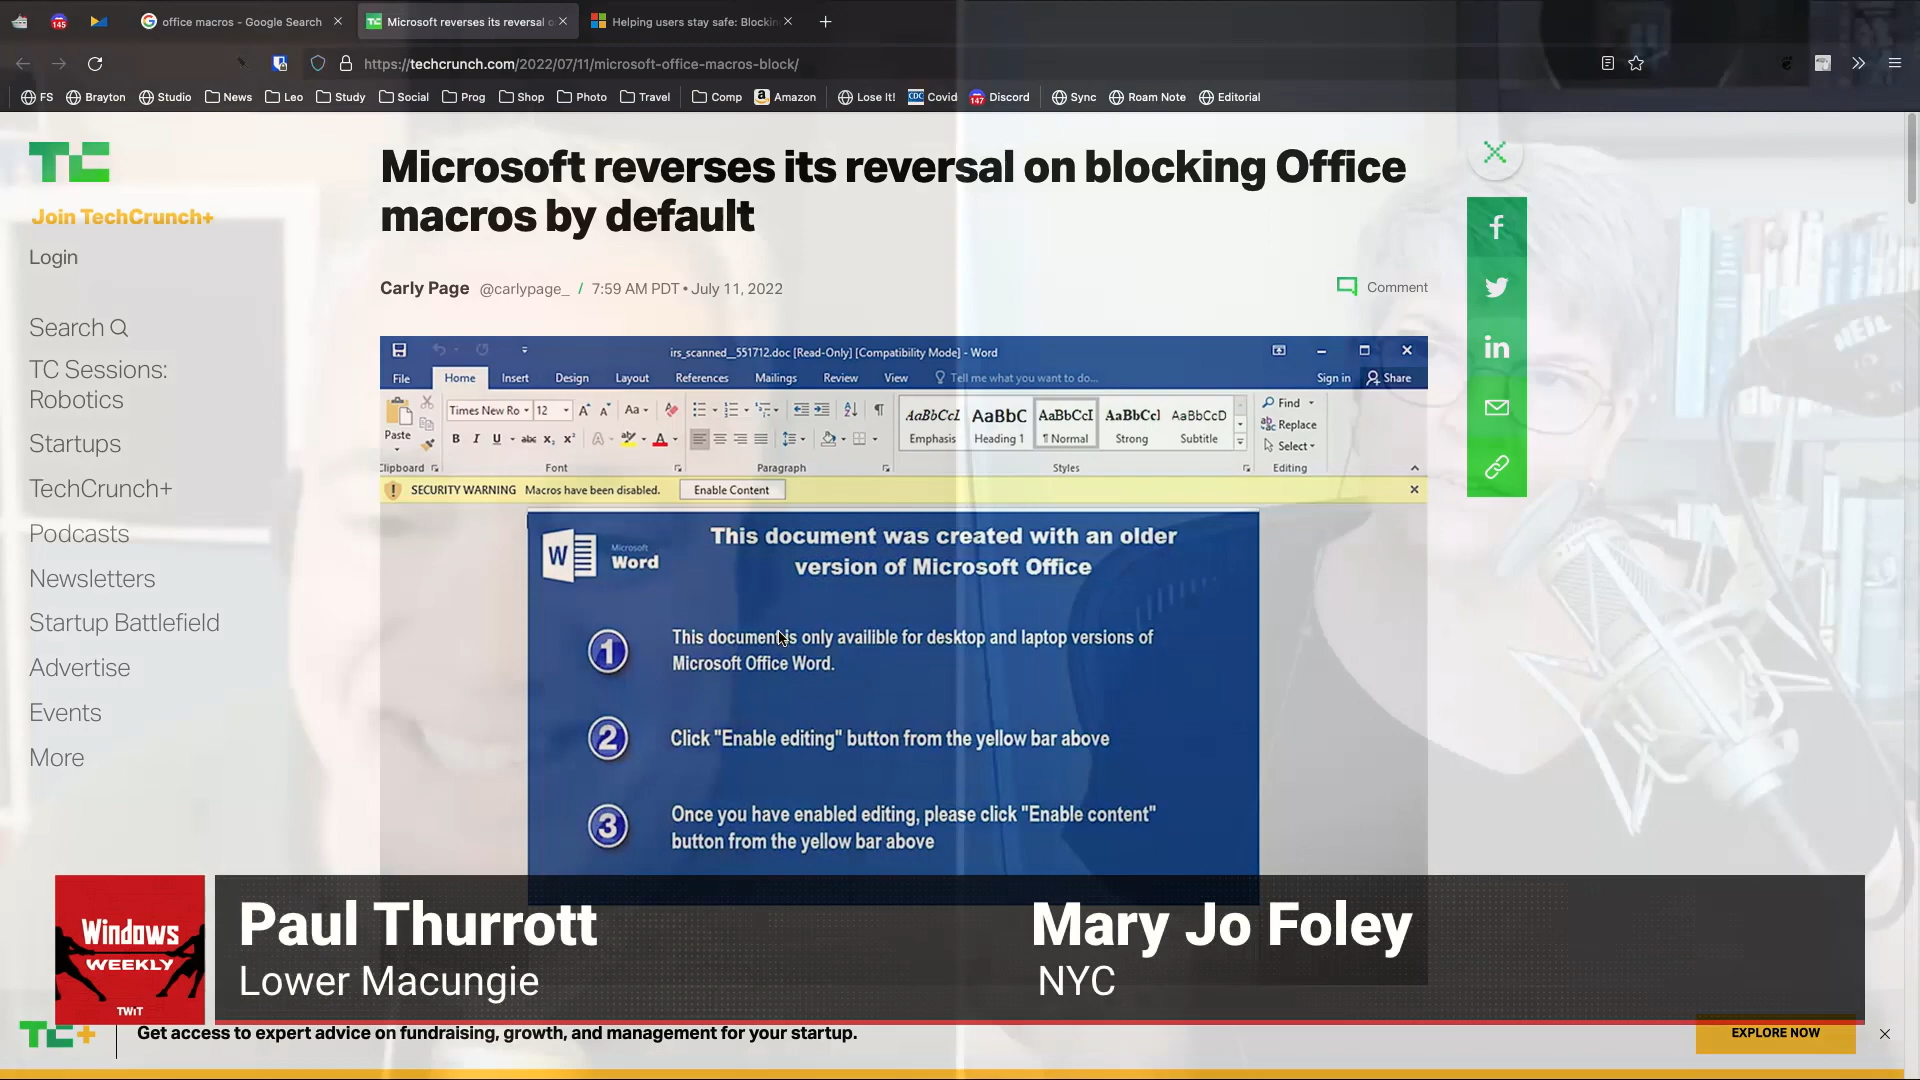 145
office macros - Google Search
Microsoft reverses its reversal o
Helping users stay safe: Blockin
https://techcrunch.com/2022/07/11/microsoft-office-macros-block/
FS
Brayton
Studio
News
Leo
Study
Social
Prog
Shop
Photo
Travel
Comp
Amazon
Lose It!
CDC
Covid
147
Discord
Sync
Roam Note
Editorial
TC
Join TechCrunch+
Login
Search
TC Sessions:
Robotics
Startups
TechCrunch+
Podcasts
Newsletters
Startup Battlefield
Advertise
Events
More
Microsoft reverses its reversal on blocking Office
macros by default
Carly Page @carlypage_ / 7:59 AM PDT • July 11, 2022
Comment
irs_scanned__551712.doc [Read-Only] [Compatibility Mode] - Word
File Home Insert Design Layout References Mailings Review View Tell me what you want to do... Sign in Share
Times New Ro 12
Paste
B I U abc x₂ x²
AaBbCcI AaBbC AaBbCcI AaBbCcI AaBbCcD
Emphasis Heading 1 ¶ Normal Strong Subtitle
Find
Replace
Select
Clipboard Font Paragraph Styles Editing
SECURITY WARNING Macros have been disabled. Enable Content
W
Microsoft
Word
This document was created with an older
version of Microsoft Office
1
This document is only availible for desktop and laptop versions of
Microsoft Office Word.
2
Click "Enable editing" button from the yellow bar above
3
Once you have enabled editing, please click "Enable content"
button from the yellow bar above
NEIL
Windows
WEEKLY
TWiT
Paul Thurrott
Lower Macungie
Mary Jo Foley
NYC
TC+
Get access to expert advice on fundraising, growth, and management for your startup.
EXPLORE NOW